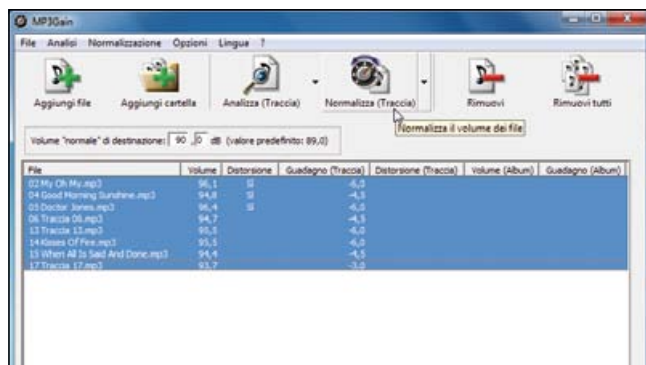 MP3Gain
File Analisi Normalizzazione Opzioni Lingua ?
Aggiungi file Aggiungi cartella Analizza (Traccia) Normalizza (Traccia) Rimuovi Rimuovi tutti
Normalizza il volume dei file
Volume "normale" di destinazione: 90 ,0 dB (valore predefinito: 89,0)
File Volume Distorsione Guadagno (Traccia) Distorsione (Traccia) Volume (Album) Guadagno (Album)
02 My Oh My.mp3 96,1 Sì -6,0
04 Good Morning Sunshine.mp3 94,8 Sì -4,5
05 Doctor Jones.mp3 96,4 Sì -6,0
06 Traccia 06.mp3 94,7 -4,5
13 Traccia 13.mp3 95,5 -6,0
14 Kisses Of Fire.mp3 95,5 -6,0
15 When All Is Said And Done.mp3 94,4 -4,5
17 Traccia 17.mp3 93,7 -3,0